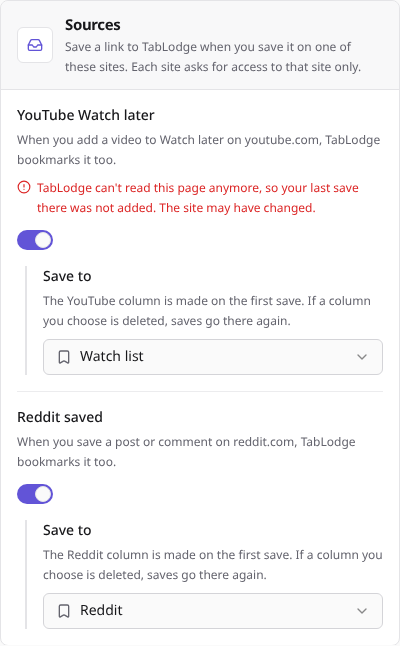 Sources
Save a link to TabLodge when you save it on one of
these sites. Each site asks for access to that site only.
YouTube Watch later
When you add a video to Watch later on youtube.com, TabLodge
bookmarks it too.
TabLodge can't read this page anymore, so your last save
there was not added. The site may have changed.
Save to
The YouTube column is made on the first save. If a column
you choose is deleted, saves go there again.
Watch list
Reddit saved
When you save a post or comment on reddit.com, TabLodge
bookmarks it too.
Save to
The Reddit column is made on the first save. If a column you
choose is deleted, saves go there again.
Reddit